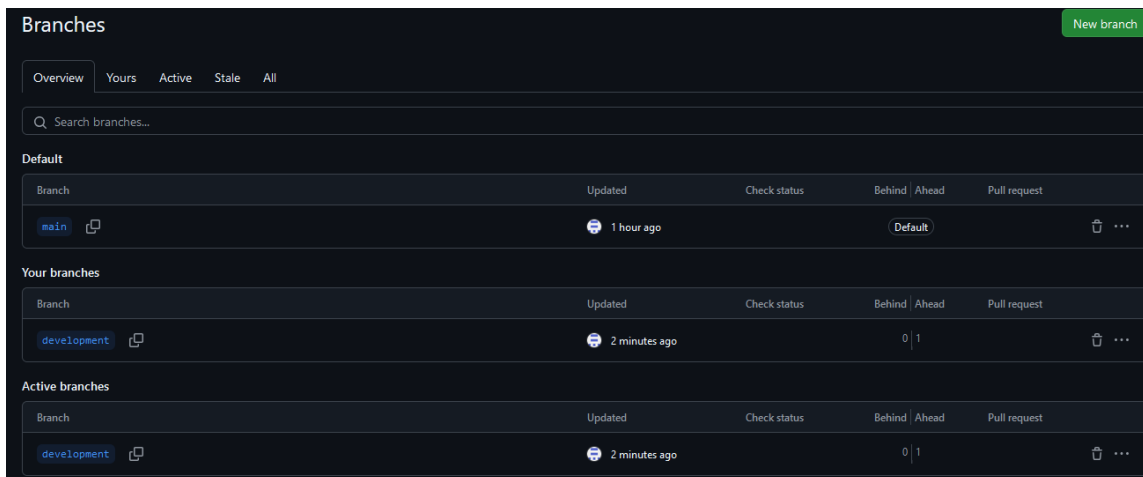 Branches
New branch
Overview Yours Active Stale All
Search branches...
Default
Branch Updated Check status Behind Ahead Pull request
main 1 hour ago Default
Your branches
Branch Updated Check status Behind Ahead Pull request
development 2 minutes ago 0 1
Active branches
Branch Updated Check status Behind Ahead Pull request
development 2 minutes ago 0 1